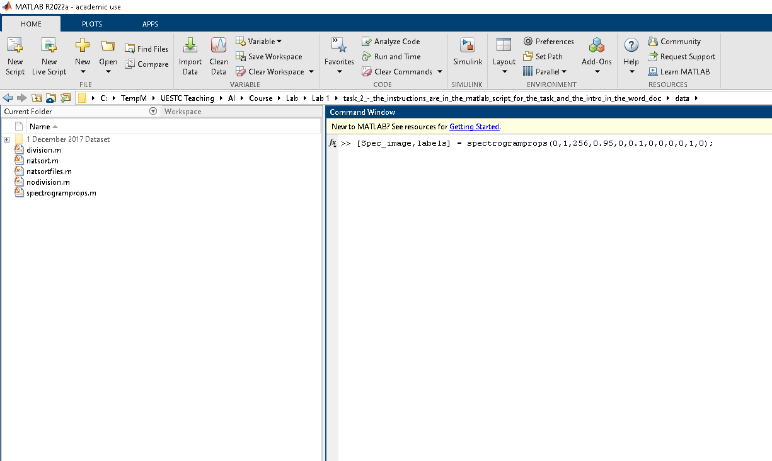 MATLAB R2022a - academic use
HOME PLOTS APPS
New Script New Live Script New Open Find Files Compare
Import Data Clean Data Variable Save Workspace Clear Workspace
Favorites Analyze Code Run and Time Clear Commands
Simulink Layout Preferences Set Path Parallel Add-Ons
Help Community Request Support Learn MATLAB
FILE VARIABLE CODE SIMULINK ENVIRONMENT RESOURCES
C: TempM UESTC Teaching AI Course Lab Lab 1 task_2_-_the_instructions_are_in_the_matlab_script_for_the_task_and_the_intro_in_the_word_doc data
Current Folder Workspace Command Window
Name
New to MATLAB? See resources for Getting Started.
1 December 2017 Dataset
division.m
natsort.m
natsortfiles.m
nodivision.m
spectrogramprops.m
fx >> [Spec_image,labels] = spectrogramprops(0,1,256,0.95,0,0.1,0,0,0,0,1,0);